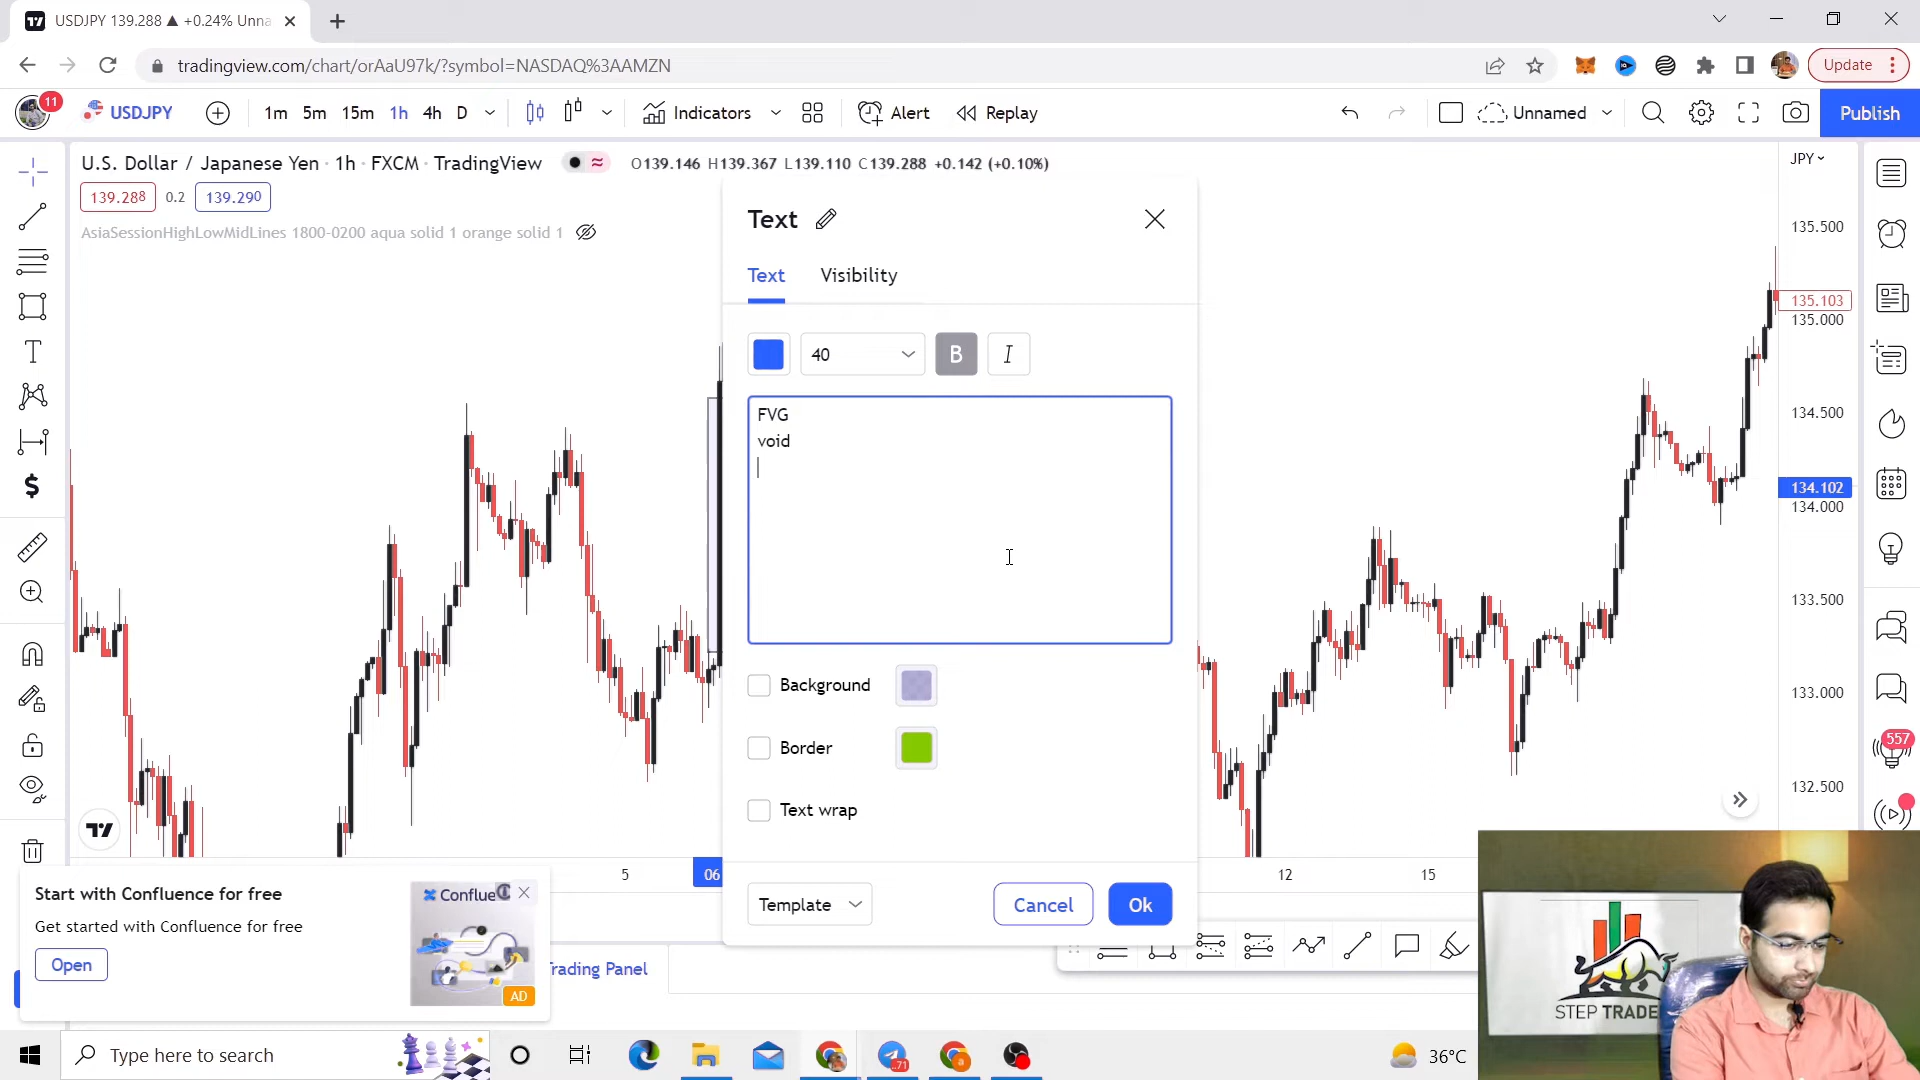 USDJPY 139.288 ▲ +0.24% Unna
tradingview.com/chart/orAaU97k/?symbol=NASDAQ%3AAMZN
Update
11
USDJPY
1m 5m 15m 1h 4h D
Indicators
Alert
Replay
Unnamed
Publish
U.S. Dollar / Japanese Yen · 1h · FXCM · TradingView
O139.146 H139.367 L139.110 C139.288 +0.142 (+0.10%)
JPY
139.288 0.2 139.290
AsiaSessionHighLowMidLines 1800-0200 aqua solid 1 orange solid 1
Text
Text Visibility
40
B
I
FVG
void
Background
Border
Text wrap
Template
Cancel
Ok
135.500
135.103
135.000
134.500
134.102
134.000
133.500
133.000
132.500
557
5
06
12
15
Start with Confluence for free
Get started with Confluence for free
Open
Conflue
AD
Trading Panel
STEP TRADE
Type here to search
71
36°C